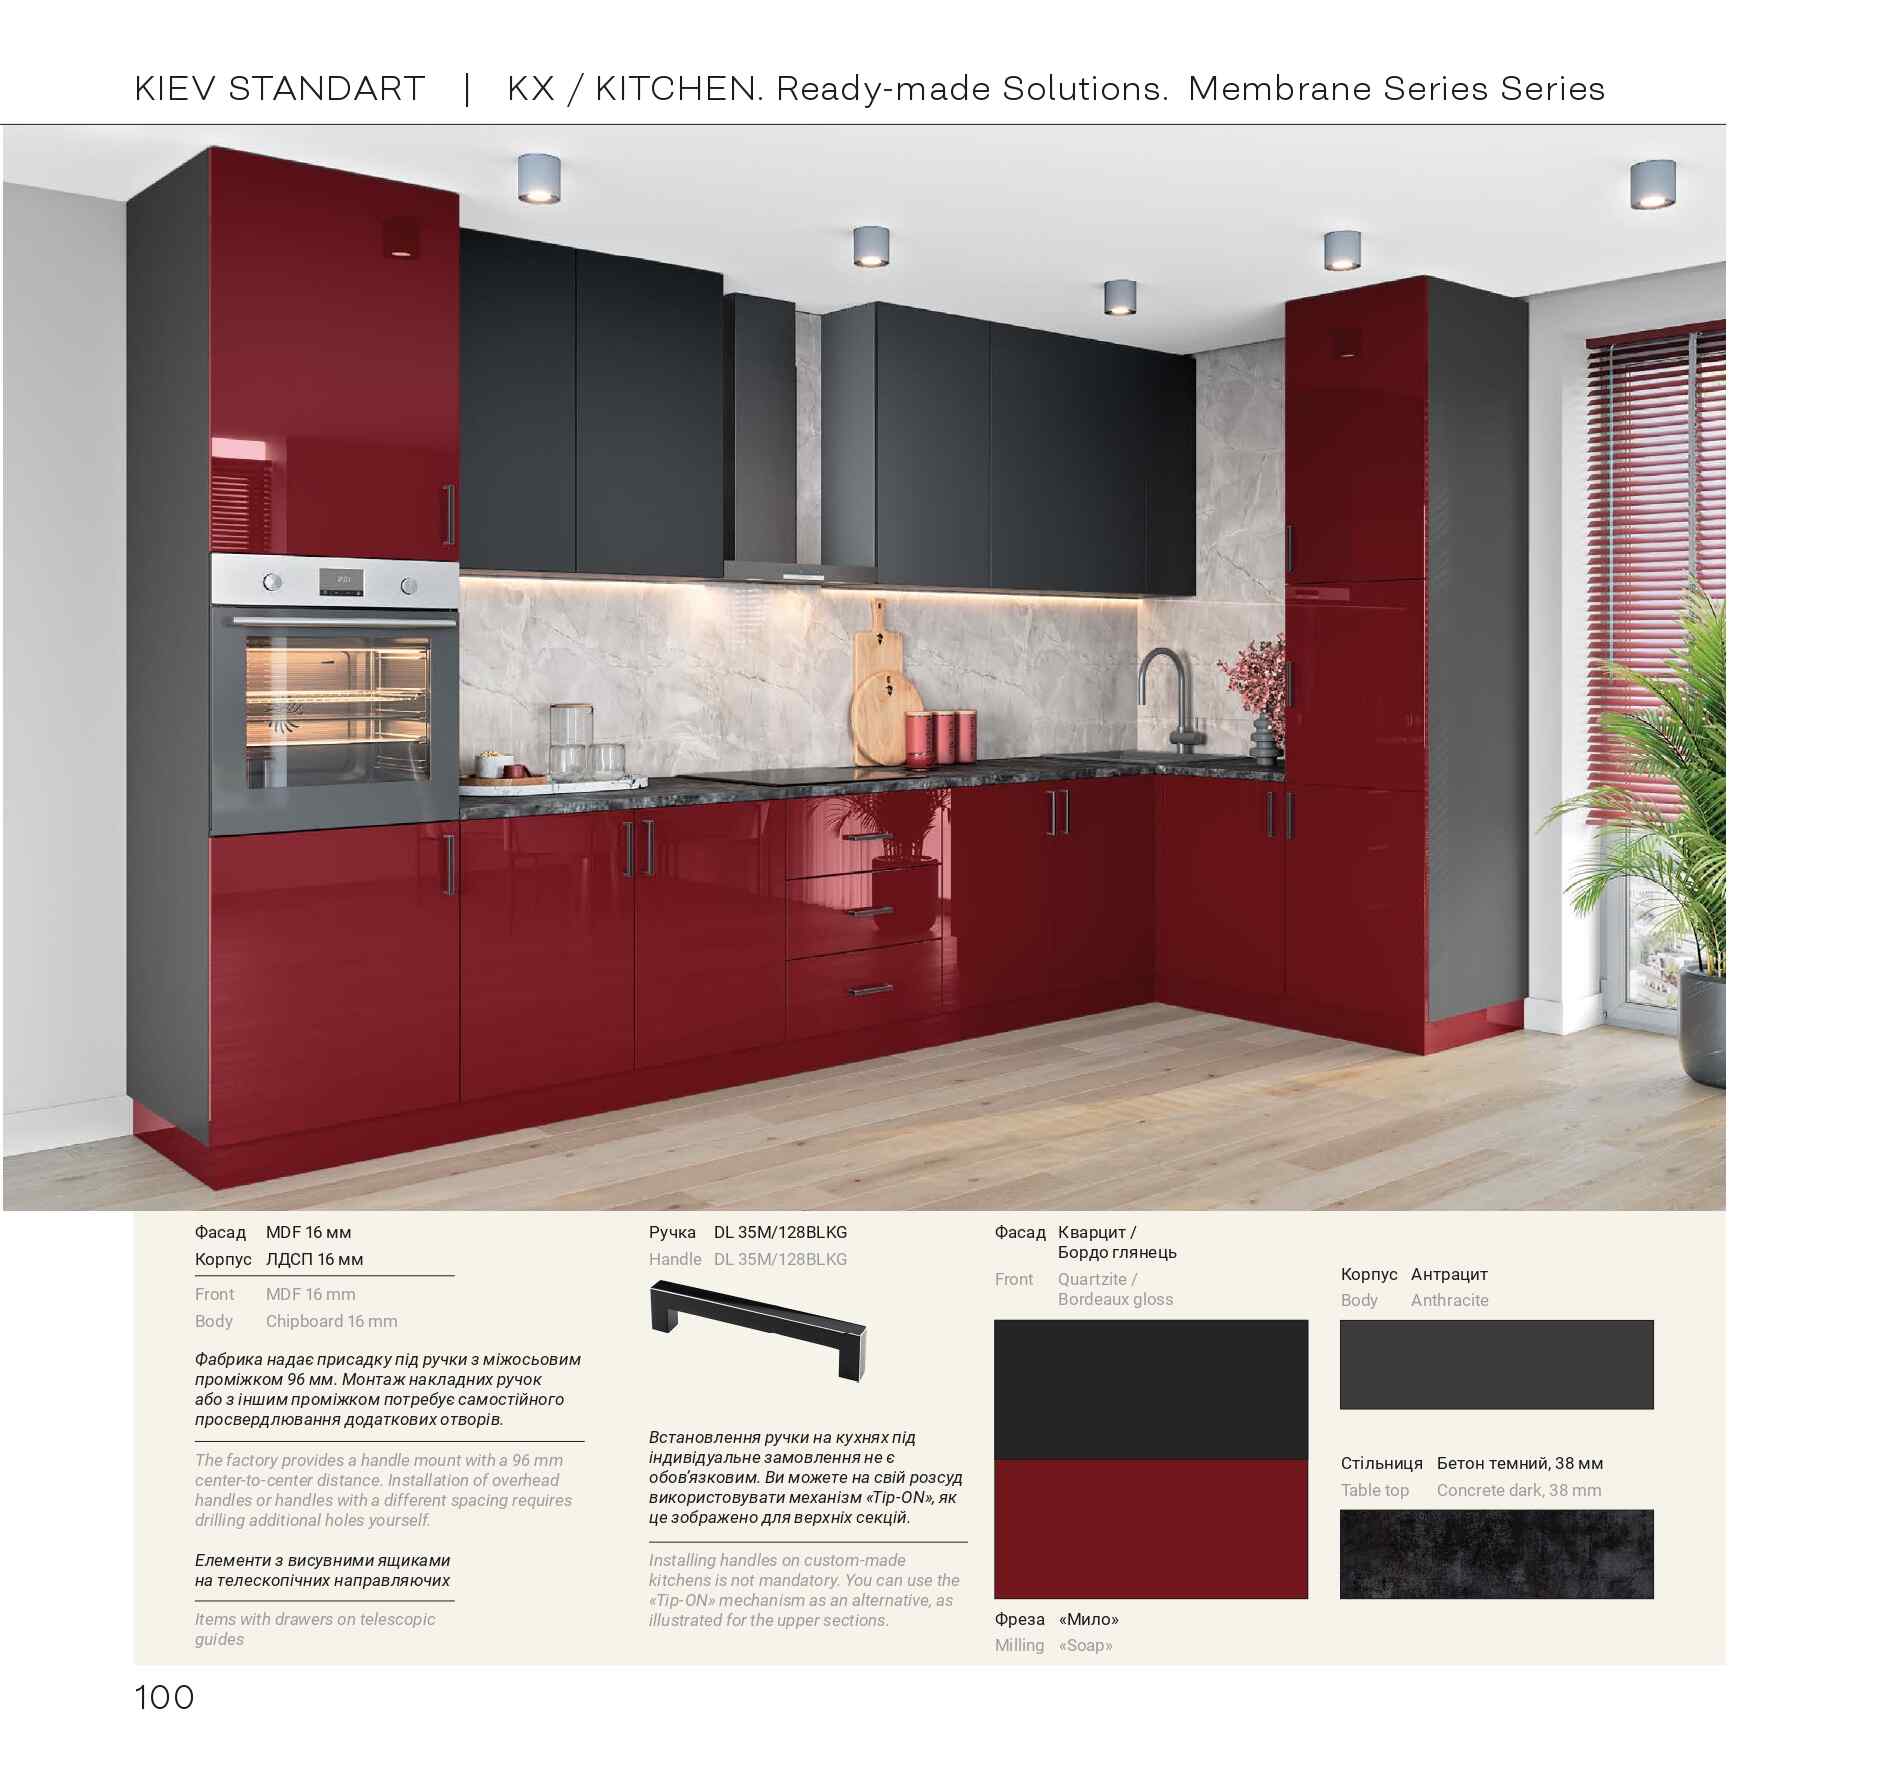 KIEV STANDART | KX / KITCHEN. Ready-made Solutions. Membrane Series Series
Фасад MDF 16 мм
Корпус ЛДСП 16 мм
Front MDF 16 mm
Body Chipboard 16 mm
Фабрика надає присадку під ручки з міжосьовим
проміжком 96 мм. Монтаж накладних ручок
або з іншим проміжком потребує самостійного
просвердлювання додаткових отворів.
The factory provides a handle mount with a 96 mm
center-to-center distance. Installation of overhead
handles or handles with a different spacing requires
drilling additional holes yourself.
Елементи з висувними ящиками
на телескопічних направляючих
Items with drawers on telescopic
guides
Ручка DL 35M/128BLKG
Handle DL 35M/128BLKG
Встановлення ручки на кухнях під
індивідуальне замовлення не є
обов'язковим. Ви можете на свій розсуд
використовувати механізм «Tip-ON», як
це зображено для верхніх секцій.
Installing handles on custom-made
kitchens is not mandatory. You can use the
«Tip-ON» mechanism as an alternative, as
illustrated for the upper sections.
Фасад Кварцит /
Бордо глянець
Front Quartzite /
Bordeaux gloss
Фреза «Мило»
Milling «Soap»
Корпус Антрацит
Body Anthracite
Стільниця Бетон темний, 38 мм
Table top Concrete dark, 38 mm
100